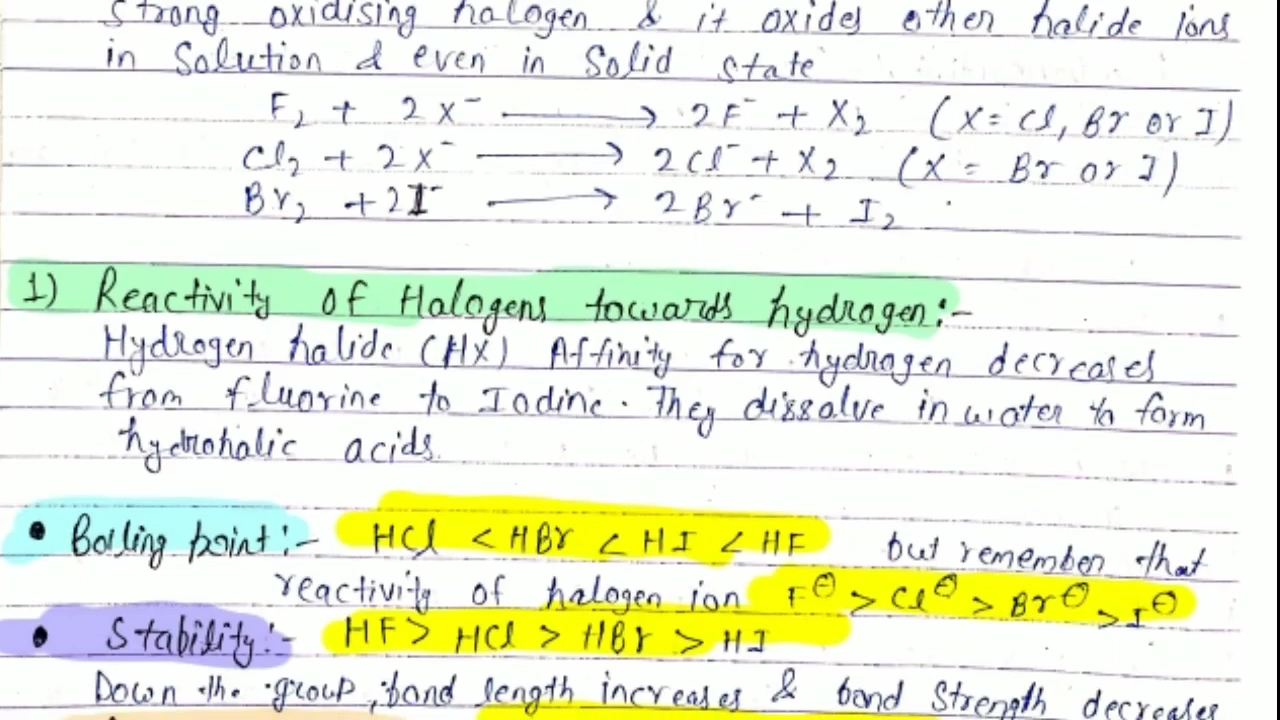 Strong oxidising halogen & it oxides other halide ions
in Solution & even in Solid state
F₂ + 2X⁻ ⟶ 2F⁻ + X₂ (X = Cl, Br or I)
Cl₂ + 2X⁻ ⟶ 2Cl⁻ + X₂ (X = Br or I)
Br₂ + 2I⁻ ⟶ 2Br⁻ + I₂
1) Reactivity of Halogens towards hydrogen:-
Hydrogen halide (HX) Affinity for hydrogen decreases
from fluorine to Iodine. They dissolve in water to form
hydrohalic acids.
• Boiling point:- HCl < HBr < HI < HF but remember that
reactivity of halogen ion F⊖ > Cl⊖ > Br⊖ > I⊖
• Stability:- HF > HCl > HBr > HI
Down the group, bond length increases & bond Strength decreases